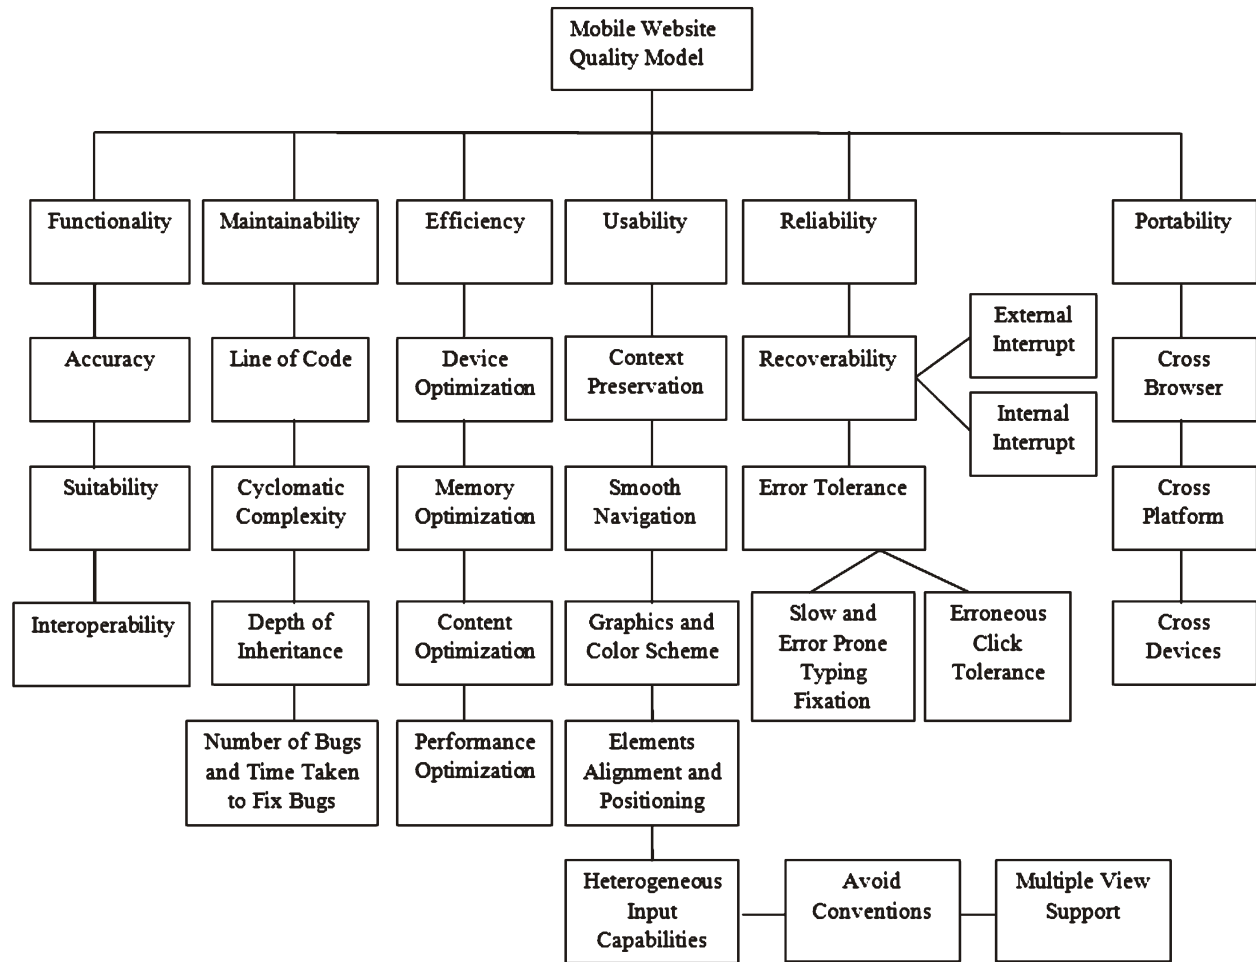 Mobile Website
Quality Model
Functionality
Maintainability
Efficiency
Usability
Reliability
Portability
External
Interrupt
Accuracy
Line of Code
Device
Optimization
Context
Preservation
Recoverability
Cross
Browser
Internal
Interrupt
Suitability
Cyclomatic
Complexity
Memory
Optimization
Smooth
Navigation
Error Tolerance
Cross
Platform
Interoperability
Depth of
Inheritance
Content
Optimization
Graphics and
Color Scheme
Slow and
Error Prone
Typing
Fixation
Erroneous
Click
Tolerance
Cross
Devices
Number of Bugs
and Time Taken
to Fix Bugs
Performance
Optimization
Elements
Alignment and
Positioning
Heterogeneous
Input
Capabilities
Avoid
Conventions
Multiple View
Support